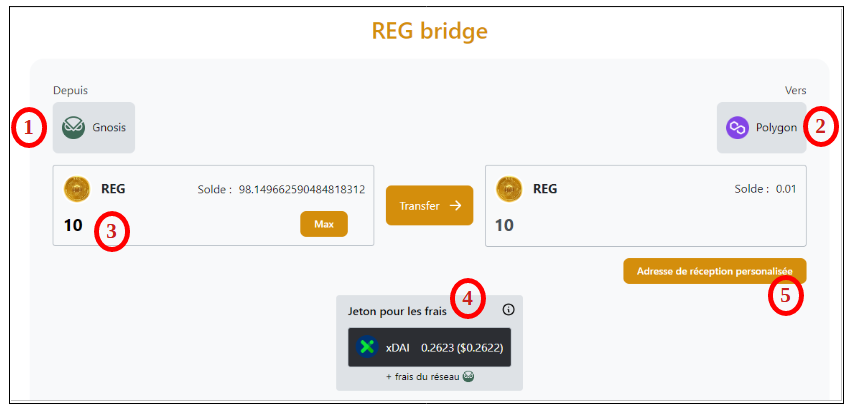 REG bridge
Depuis
Vers
1
Gnosis
Polygon
2
REG
Solde : 98.149662590484818312
10
3
Max
Transfer →
REG
Solde : 0.01
10
Adresse de réception personalisée
5
4
Jeton pour les frais
xDAI 0.2623 ($0.2622)
+ frais du réseau